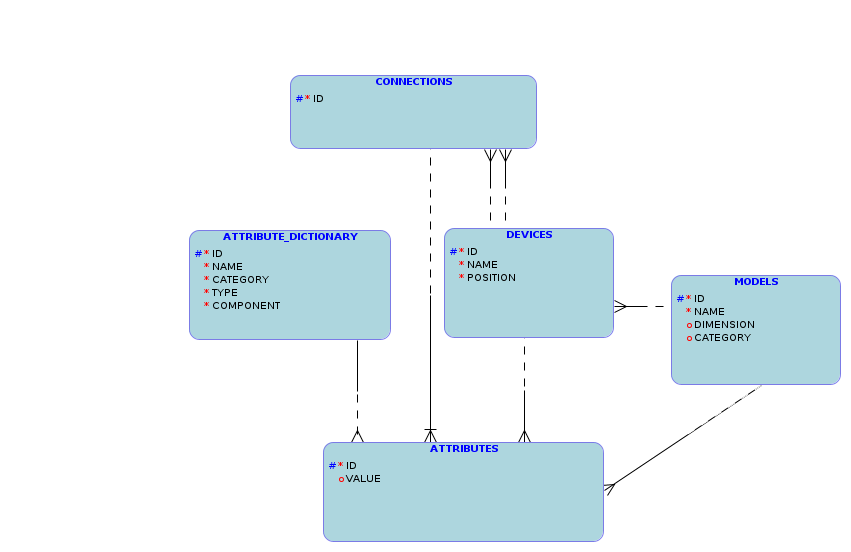 CONNECTIONS
#* ID
ATTRIBUTE_DICTIONARY
#* ID
* NAME
* CATEGORY
* TYPE
* COMPONENT
DEVICES
#* ID
* NAME
* POSITION
MODELS
#* ID
* NAME
o DIMENSION
o CATEGORY
ATTRIBUTES
#* ID
o VALUE